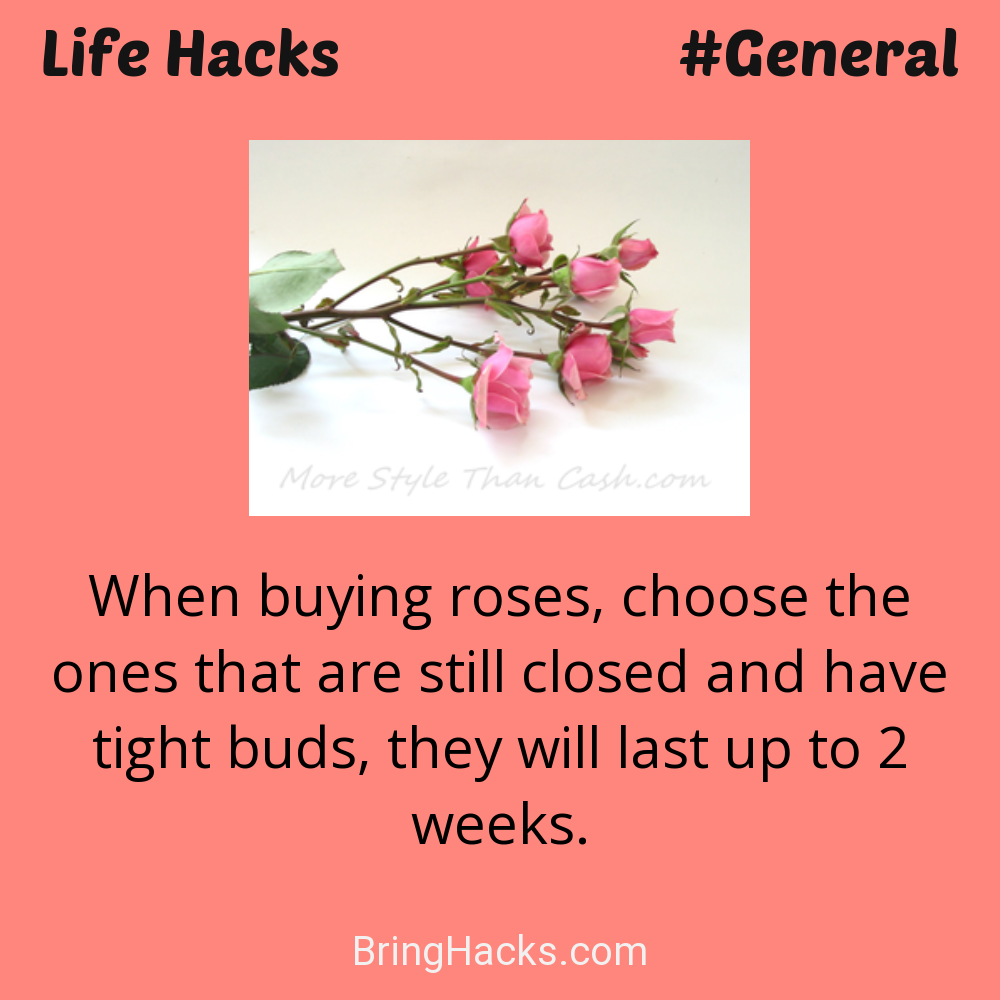 Life Hacks #General
More Style Than Cash.com
When buying roses, choose the
ones that are still closed and have
tight buds, they will last up to 2
weeks.
BringHacks.com